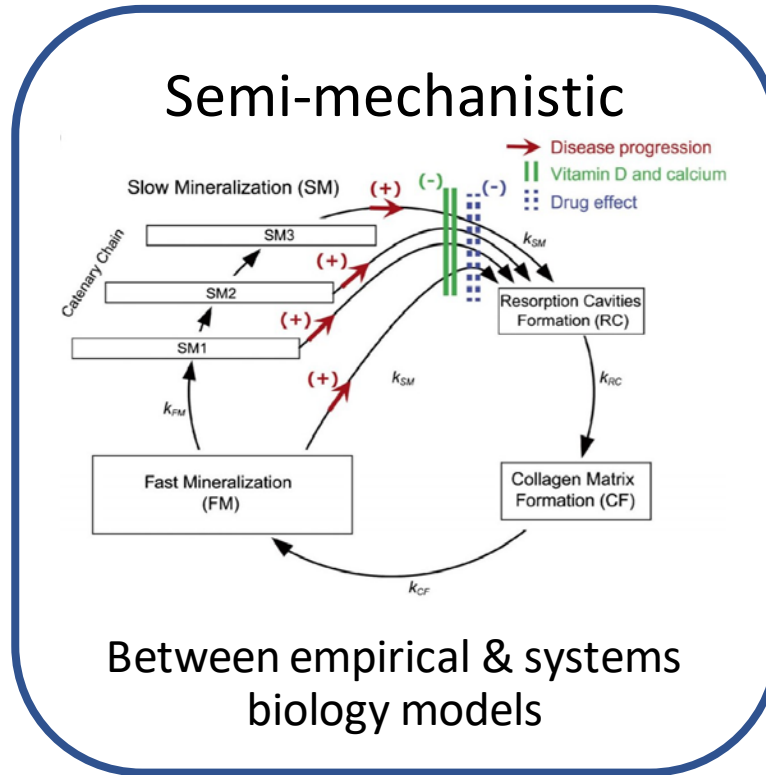 Semi-mechanistic
Disease progression
Vitamin D and calcium
Drug effect
(-)
(-)
Slow Mineralization (SM)
(+)
SM3
kSM
Catenary Chain
(+)
SM2
Resorption Cavities
Formation (RC)
(+)
SM1
(+)
kSM
kRC
kFM
Fast Mineralization
(FM)
Collagen Matrix
Formation (CF)
kCF
Between empirical & systems
biology models